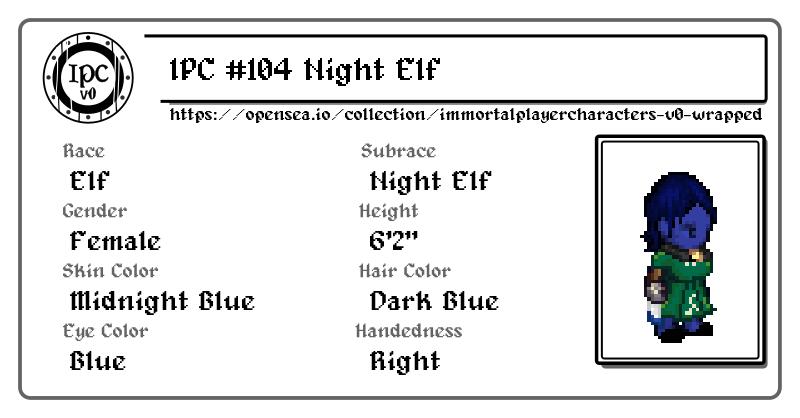 IPC v0
IPC #104 Night Elf
https://opensea.io/collection/immortalplayercharacters-v0-wrapped
Race
Elf
Subrace
Night Elf
Gender
Female
Height
6'2"
Skin Color
Midnight Blue
Hair Color
Dark Blue
Eye Color
Blue
Handedness
Right